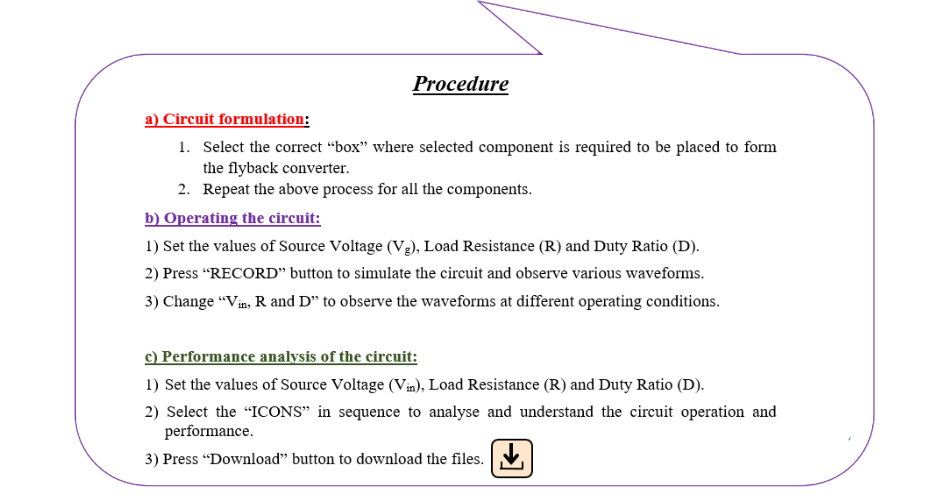 Procedure
a) Circuit formulation:
1. Select the correct “box” where selected component is required to be placed to form
the flyback converter.
2. Repeat the above process for all the components.
b) Operating the circuit:
1) Set the values of Source Voltage (Vg), Load Resistance (R) and Duty Ratio (D).
2) Press “RECORD” button to simulate the circuit and observe various waveforms.
3) Change “Vin, R and D” to observe the waveforms at different operating conditions.
c) Performance analysis of the circuit:
1) Set the values of Source Voltage (Vin), Load Resistance (R) and Duty Ratio (D).
2) Select the “ICONS” in sequence to analyse and understand the circuit operation and
performance.
3) Press “Download” button to download the files.